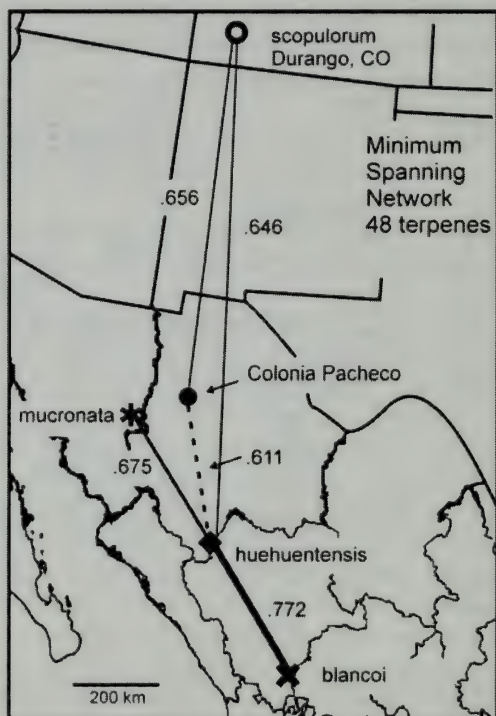 scopulorum
Durango, CO
Minimum
Spanning
Network
48 terpenes
.656
.646
Colonia Pacheco
mucronata
.675
.611
huehuentensis
.772
blancoi
200 km